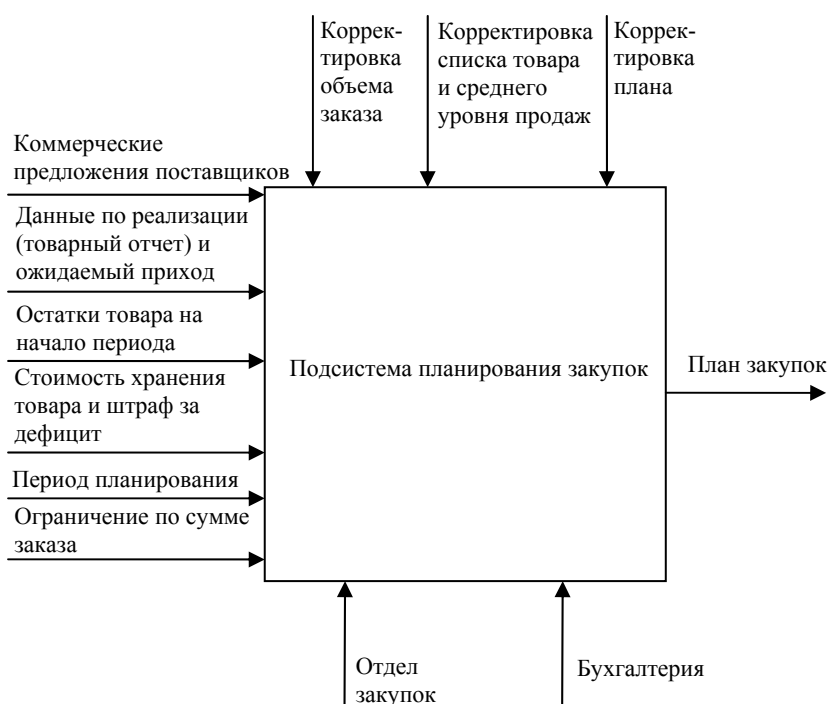 Коррек-
тировка
объема
заказа
Корректировка
списка товара
и среднего
уровня продаж
Коррек-
тировка
плана
Коммерческие
предложения поставщиков
Данные по реализации
(товарный отчет) и
ожидаемый приход
Остатки товара на
начало периода
Стоимость хранения
товара и штраф за
дефицит
Период планирования
Ограничение по сумме
заказа
Подсистема планирования закупок
План закупок
Отдел
закупок
Бухгалтерия